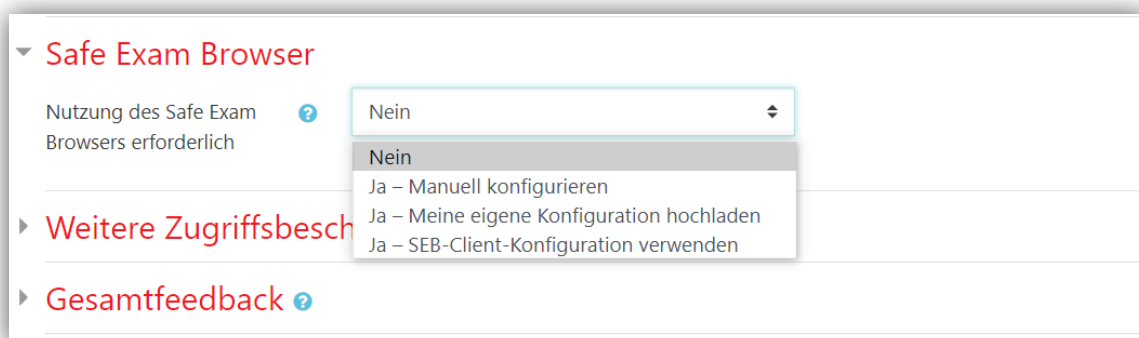 Safe Exam Browser
Nutzung des Safe Exam
Browsers erforderlich
Nein
Nein
Ja – Manuell konfigurieren
Ja – Meine eigene Konfiguration hochladen
Ja – SEB-Client-Konfiguration verwenden
Weitere Zugriffsbesch
Gesamtfeedback